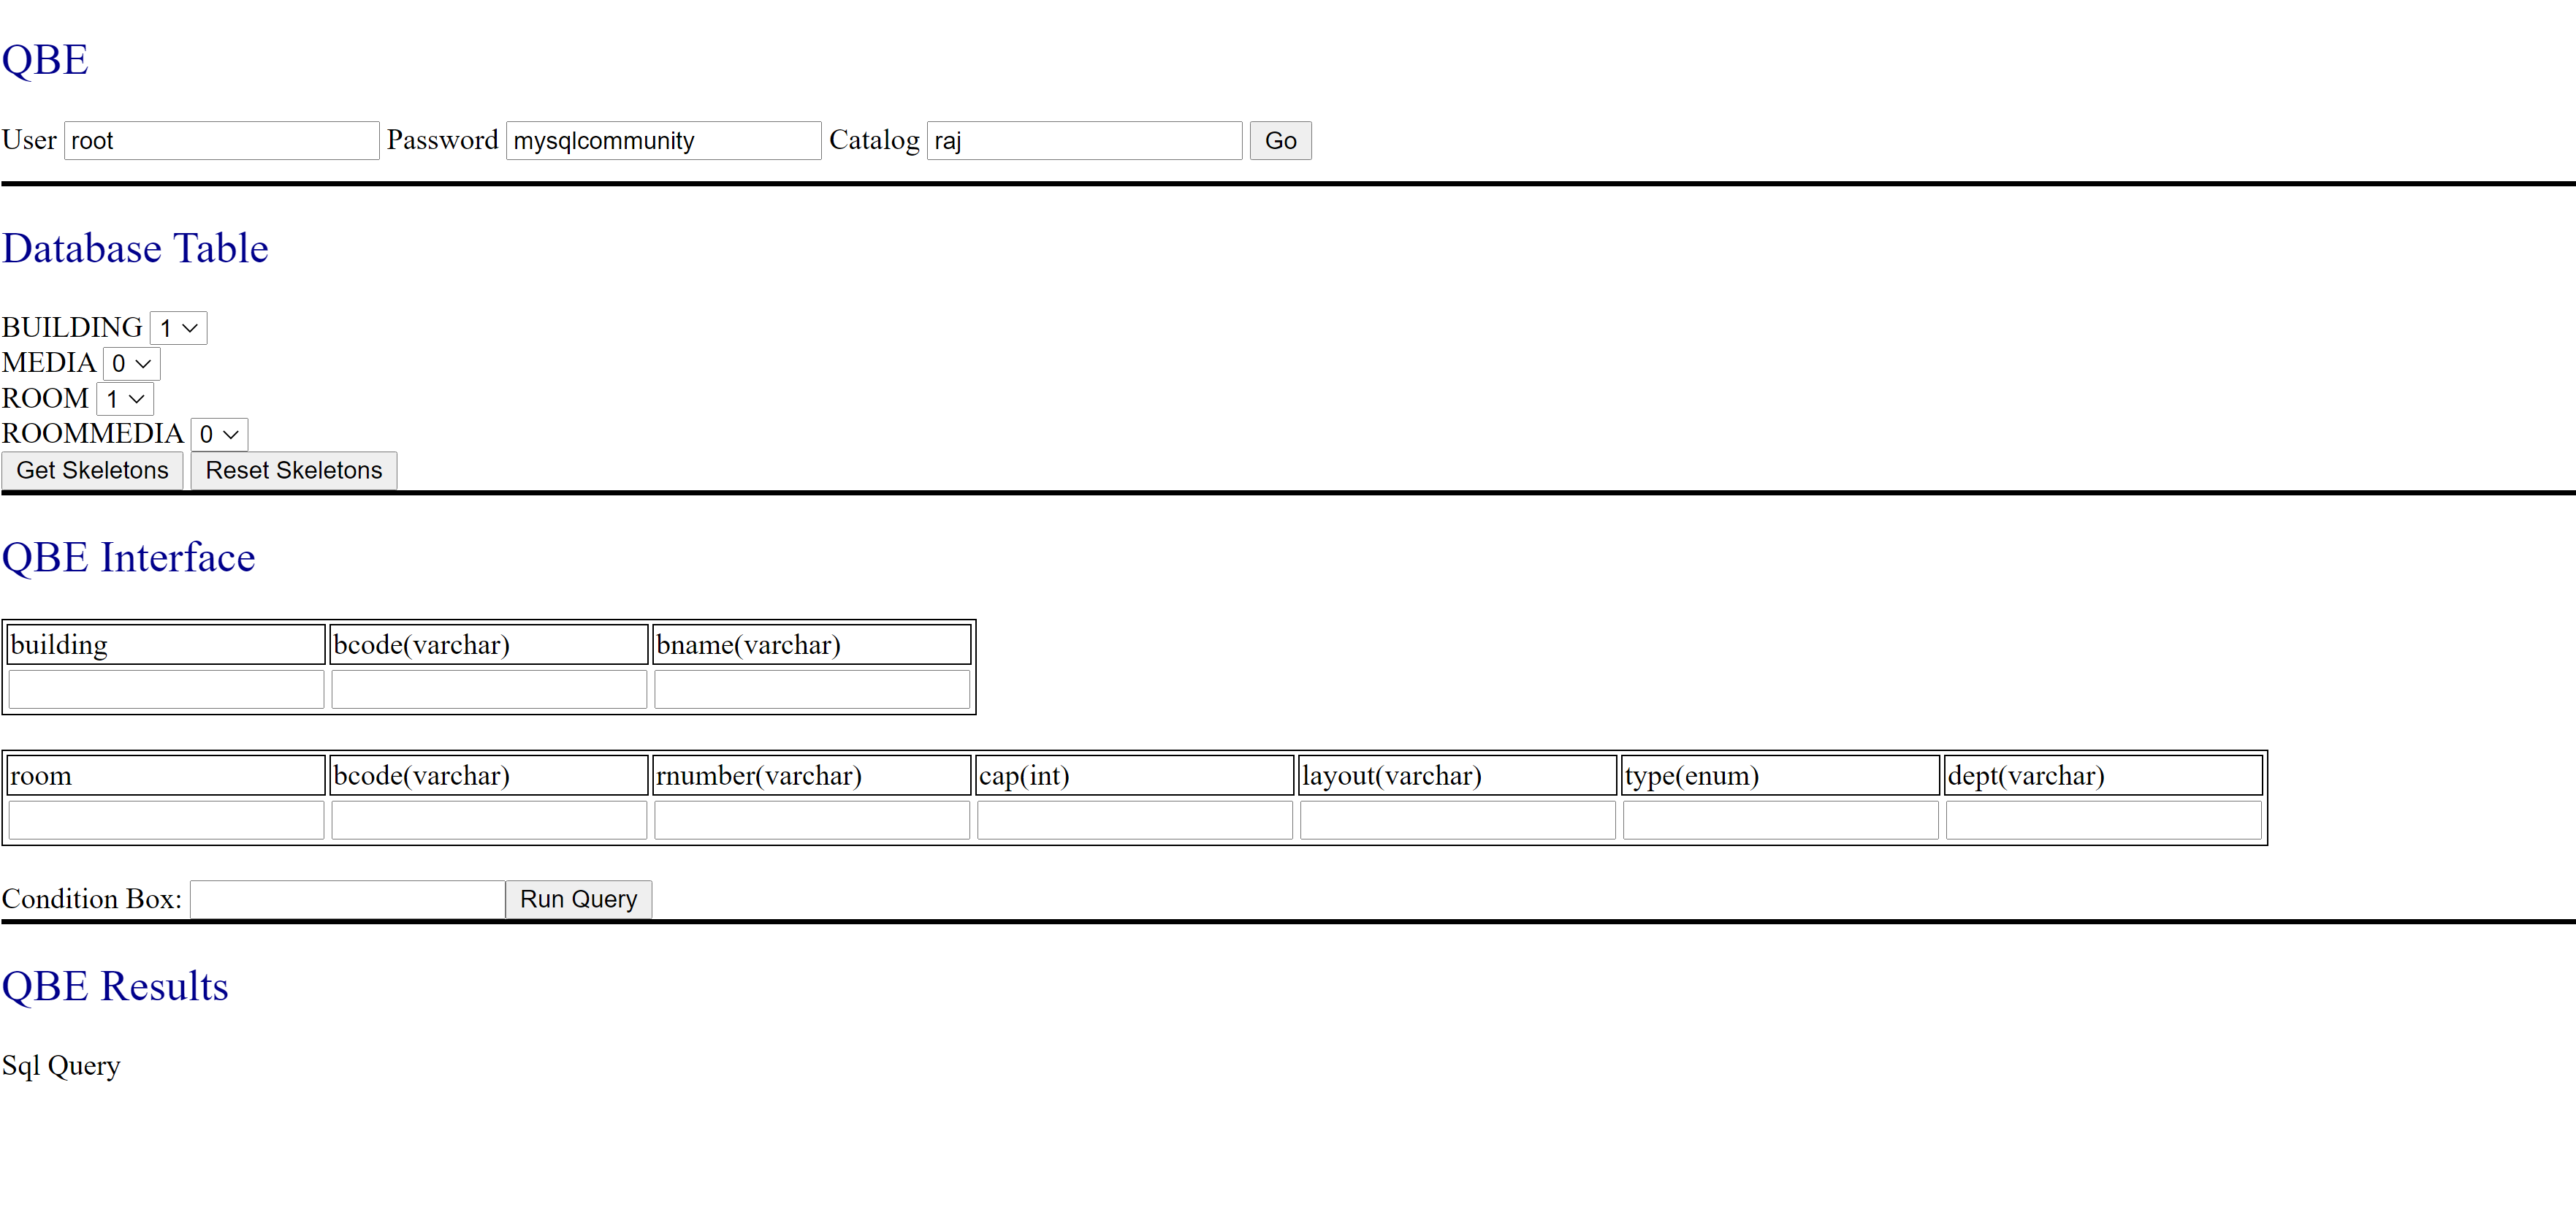 QBE
User root Password mysqlcommunity Catalog raj Go
Database Table
BUILDING 1
MEDIA 0
ROOM 1
ROOMMEDIA 0
Get Skeletons Reset Skeletons
QBE Interface
building bcode(varchar) bname(varchar)
room bcode(varchar) rnumber(varchar) cap(int) layout(varchar) type(enum) dept(varchar)
Condition Box: Run Query
QBE Results
Sql Query